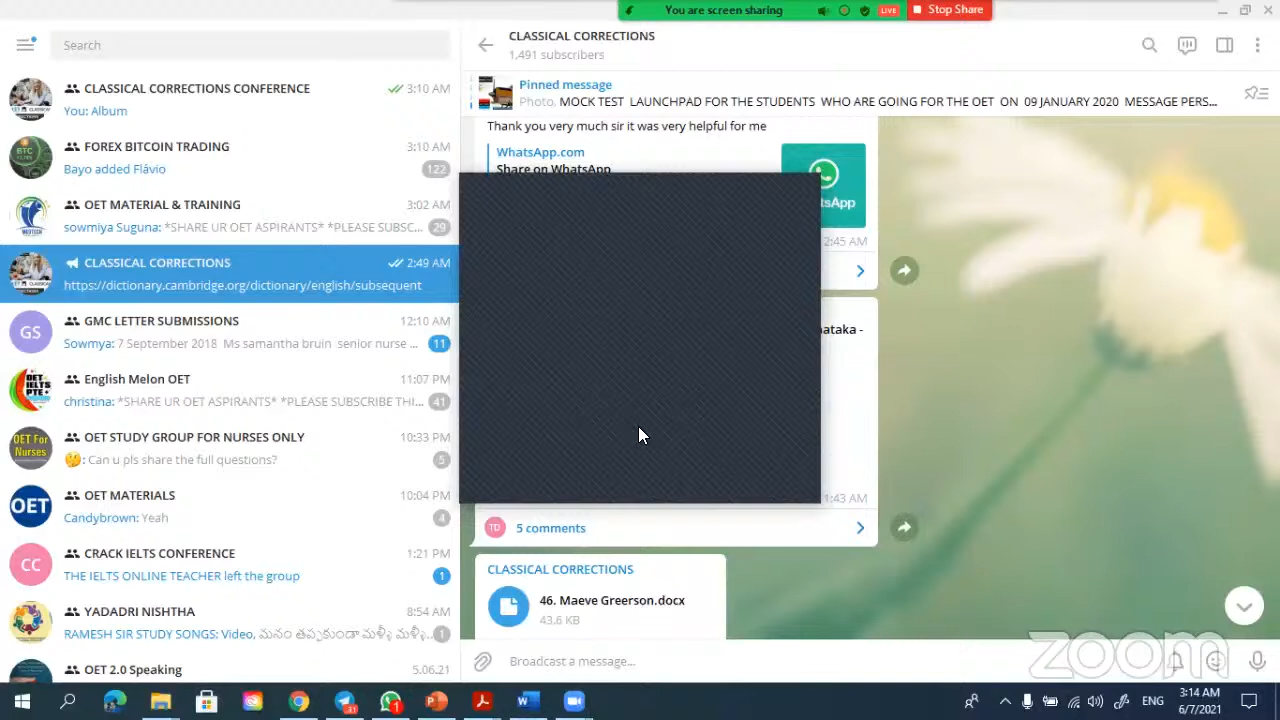 You are screen sharing
LIVE
Stop Share
Search
CLASSICAL CORRECTIONS
1,491 subscribers
CLASSICAL CORRECTIONS CONFERENCE
3:10 AM
You: Album
Pinned message
Photo, MOCK TEST LAUNCHPAD FOR THE STUDENTS WHO ARE GOING FOR THE OET ON 09 JANUARY 2020 MESSAGE PERS...
FOREX BITCOIN TRADING
3:10 AM
Bayo added Flávio
122
OET MATERIAL & TRAINING
3:02 AM
sowmiya Suguna: *SHARE UR OET ASPIRANTS* *PLEASE SUBSC...
29
CLASSICAL CORRECTIONS
2:49 AM
https://dictionary.cambridge.org/dictionary/english/subsequent
GS
GMC LETTER SUBMISSIONS
12:10 AM
Sowmya: 7 September 2018 Ms samantha bruin senior nurse ...
11
English Melon OET
11:07 PM
christina: *SHARE UR OET ASPIRANTS* *PLEASE SUBSCRIBE THI...
41
OET For
Nurses
OET STUDY GROUP FOR NURSES ONLY
10:33 PM
🤔: Can u pls share the full questions?
5
OET
OET MATERIALS
10:04 PM
Candybrown: Yeah
4
CC
CRACK IELTS CONFERENCE
1:21 PM
THE IELTS ONLINE TEACHER left the group
1
YADADRI NISHTHA
8:54 AM
RAMESH SIR STUDY SONGS: Video, మనం తప్పకుండా మళ్ళీ మళ్ళీ...
1
OET 2.0 Speaking
5.06.21
Thank you very much sir it was very helpful for me
WhatsApp.com
Share on WhatsApp
tsApp
2:45 AM
nataka -
1:43 AM
TD
5 comments
CLASSICAL CORRECTIONS
46. Maeve Greerson.docx
43.6 KB
Broadcast a message...
zoom
ENG
3:14 AM
6/7/2021